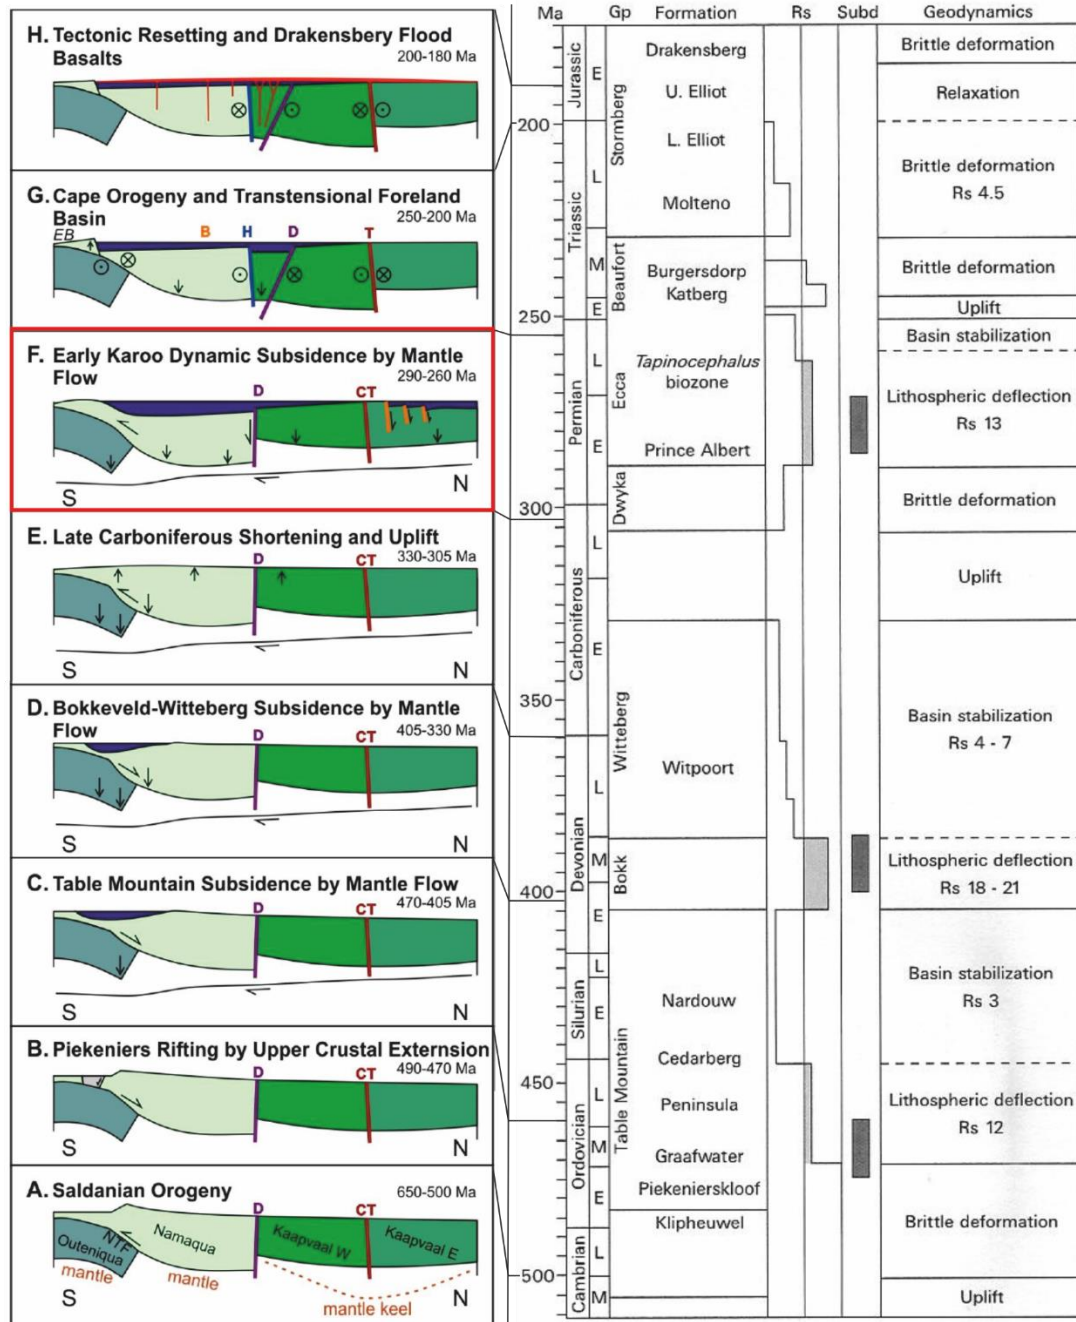 H. Tectonic Resetting and Drakensbery Flood
Basalts
200-180 Ma
G. Cape Orogeny and Transtensional Foreland
Basin
250-200 Ma
EB
B H D T
F. Early Karoo Dynamic Subsidence by Mantle
Flow
290-260 Ma
D CT
S N
E. Late Carboniferous Shortening and Uplift
330-305 Ma
D CT
S N
D. Bokkeveld-Witteberg Subsidence by Mantle
Flow
405-330 Ma
D CT
S N
C. Table Mountain Subsidence by Mantle Flow
470-405 Ma
D CT
S N
B. Piekeniers Rifting by Upper Crustal Externsion
490-470 Ma
D CT
S N
A. Saldanian Orogeny
650-500 Ma
D CT
Outeniqua NTF Namaqua Kaapvaal W Kaapvaal E
mantle mantle
mantle keel
S N
Ma Gp Formation Rs Subd Geodynamics
200
250
300
350
400
450
500
Jurassic
E
Triassic
L
M
E
Permian
L
E
Carboniferous
L
E
Devonian
L
M
E
Silurian
L
E
Ordovician
L
M
E
Cambrian
L
M
Stormberg
Beaufort
Ecca
Dwyka
Witteberg
Bokk
Table Mountain
Drakensberg
U. Elliot
L. Elliot
Molteno
Burgersdorp
Katberg
Tapinocephalus
biozone
Prince Albert
Witpoort
Nardouw
Cedarberg
Peninsula
Graafwater
Piekenierskloof
Klipheuwel
Brittle deformation
Relaxation
Brittle deformation
Rs 4.5
Brittle deformation
Uplift
Basin stabilization
Lithospheric deflection
Rs 13
Brittle deformation
Uplift
Basin stabilization
Rs 4 - 7
Lithospheric deflection
Rs 18 - 21
Basin stabilization
Rs 3
Lithospheric deflection
Rs 12
Brittle deformation
Uplift